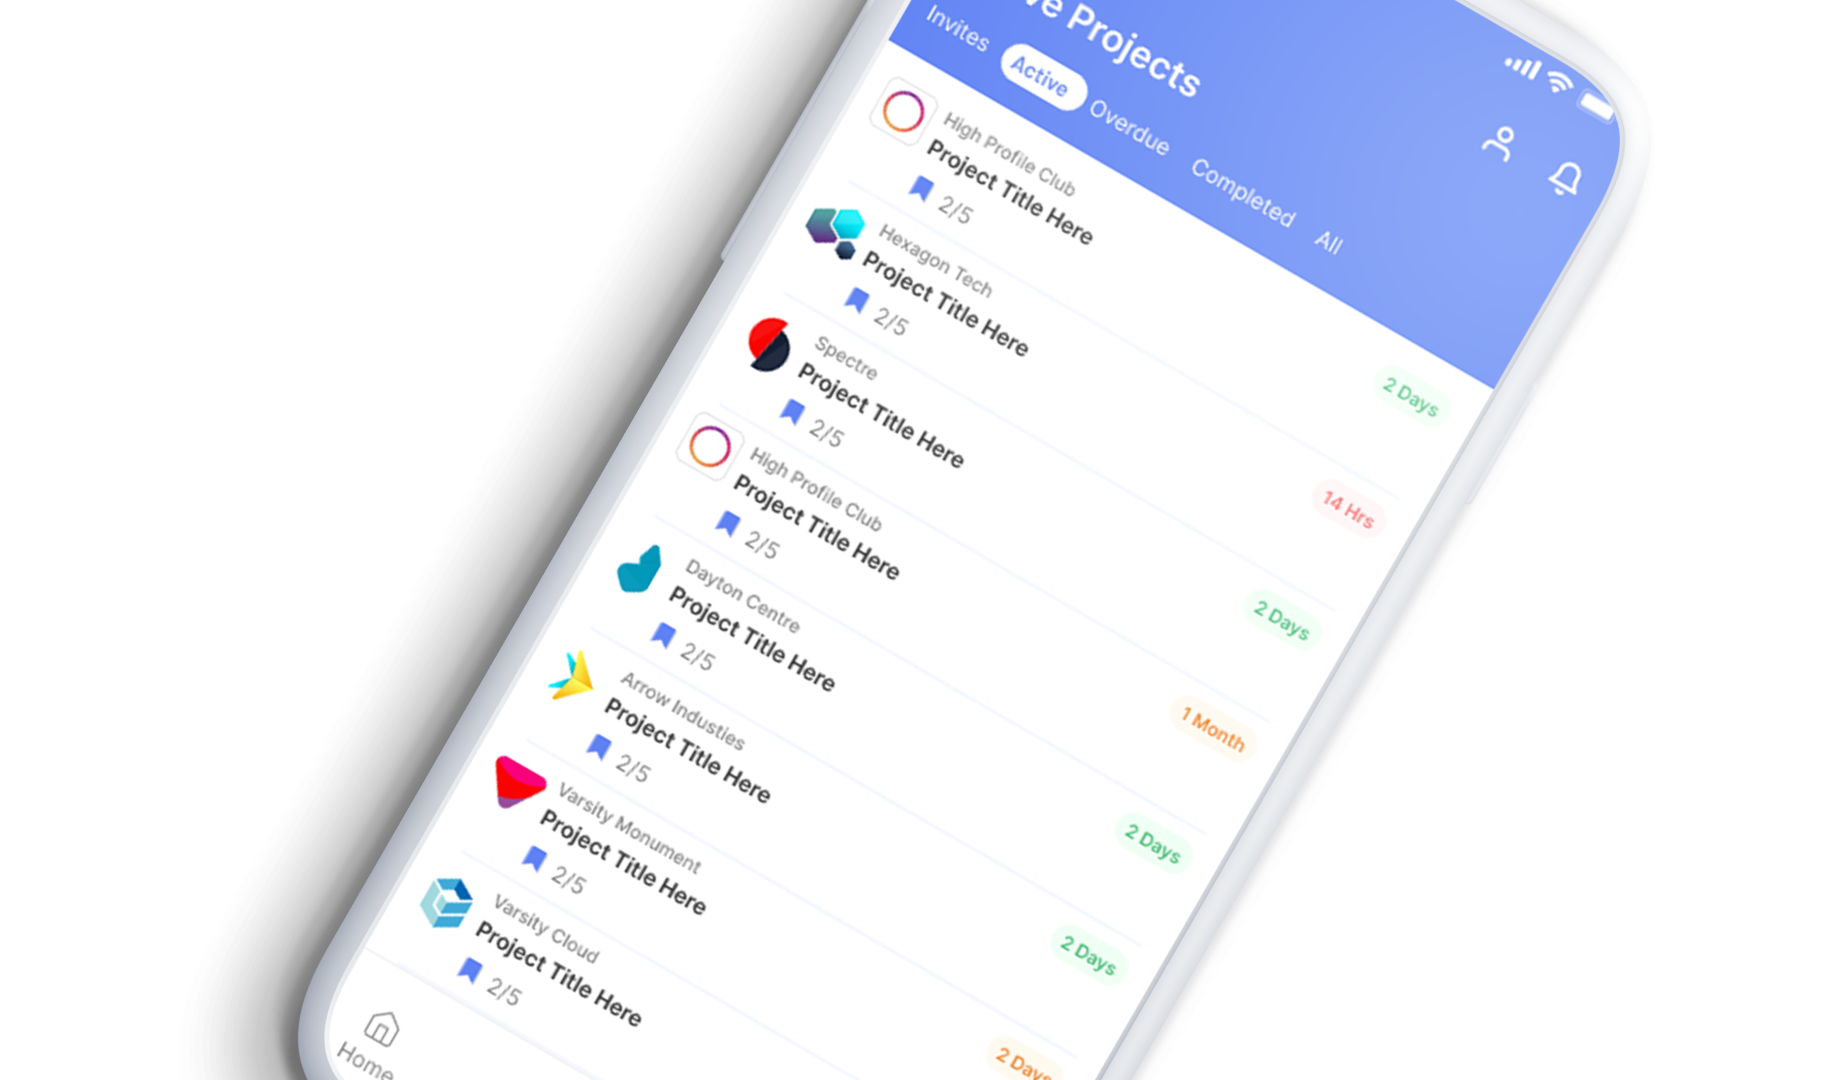 ve Projects
Invites Active Overdue Completed All
High Profile Club
Project Title Here
2/5
2 Days
Hexagon Tech
Project Title Here
2/5
14 Hrs
Spectre
Project Title Here
2/5
2 Days
High Profile Club
Project Title Here
2/5
1 Month
Dayton Centre
Project Title Here
2/5
2 Days
Arrow Industies
Project Title Here
2/5
2 Days
Varsity Monument
Project Title Here
2/5
2 Days
Varsity Cloud
Project Title Here
2/5
Home